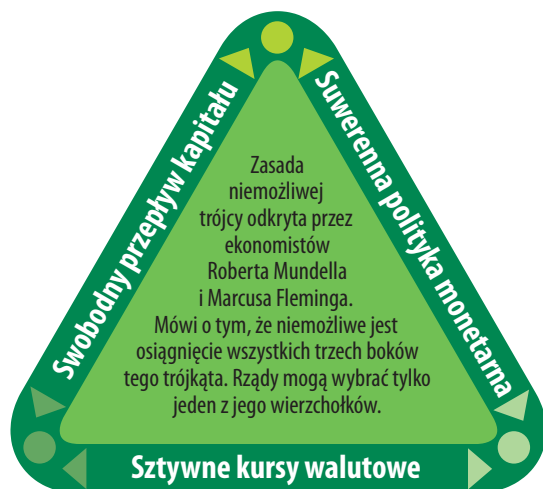 Swobodny przepływ kapitału
Suwerenna polityka monetarna
Zasada
niemożliwej
trójcy odkryta przez
ekonomistów
Roberta Mundella
i Marcusa Fleminga.
Mówi o tym, że niemożliwe jest
osiągnięcie wszystkich trzech boków
tego trójkąta. Rządy mogą wybrać tylko
jeden z jego wierzchołków.
Sztywne kursy walutowe